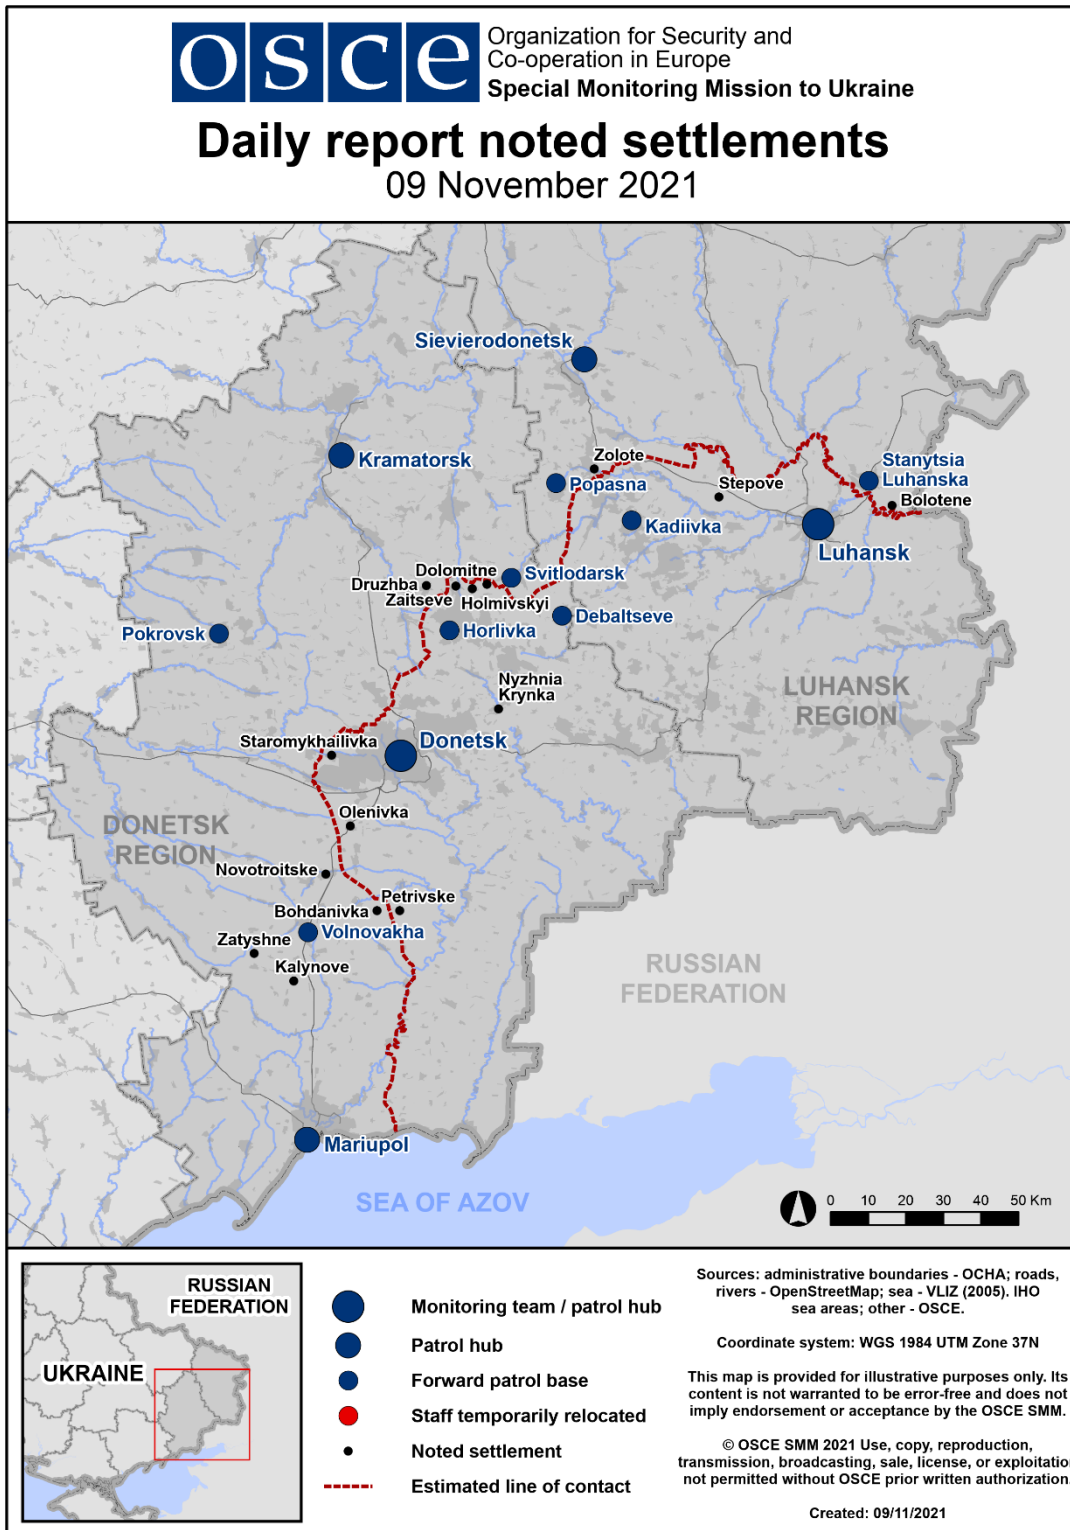 osce
Organization for Security and
Co-operation in Europe
Special Monitoring Mission to Ukraine
Daily report noted settlements
09 November 2021
Sievierodonetsk
Kramatorsk
Zolote
Popasna
Stepove
Stanytsia
Luhanska
Bolotene
Kadiivka
Luhansk
Dolomitne
Svitlodarsk
Druzhba
Zaitseve
Holmivskyi
Debaltseve
Pokrovsk
Horlivka
Nyzhnia
Krynka
LUHANSK
REGION
Staromykhailivka
Donetsk
Olenivka
DONETSK
REGION
Novotroitske
Petrivske
Bohdanivka
Volnovakha
Zatyshne
Kalynove
RUSSIAN
FEDERATION
Mariupol
SEA OF AZOV
0 10 20 30 40 50 Km
RUSSIAN
FEDERATION
UKRAINE
Monitoring team / patrol hub
Patrol hub
Forward patrol base
Staff temporarily relocated
Noted settlement
Estimated line of contact
Sources: administrative boundaries - OCHA; roads,
rivers - OpenStreetMap; sea - VLIZ (2005). IHO
sea areas; other - OSCE.
Coordinate system: WGS 1984 UTM Zone 37N
This map is provided for illustrative purposes only. Its
content is not warranted to be error-free and does not
imply endorsement or acceptance by the OSCE SMM.
© OSCE SMM 2021 Use, copy, reproduction,
transmission, broadcasting, sale, license, or exploitation
not permitted without OSCE prior written authorization.
Created: 09/11/2021